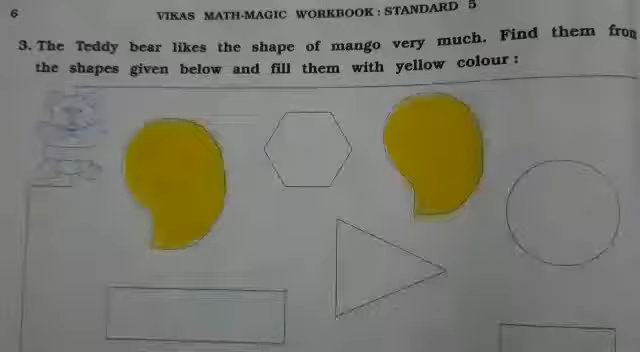 6
VIKAS MATH-MAGIC WORKBOOK : STANDARD 5
3. The Teddy bear likes the shape of mango very much. Find them from
the shapes given below and fill them with yellow colour :